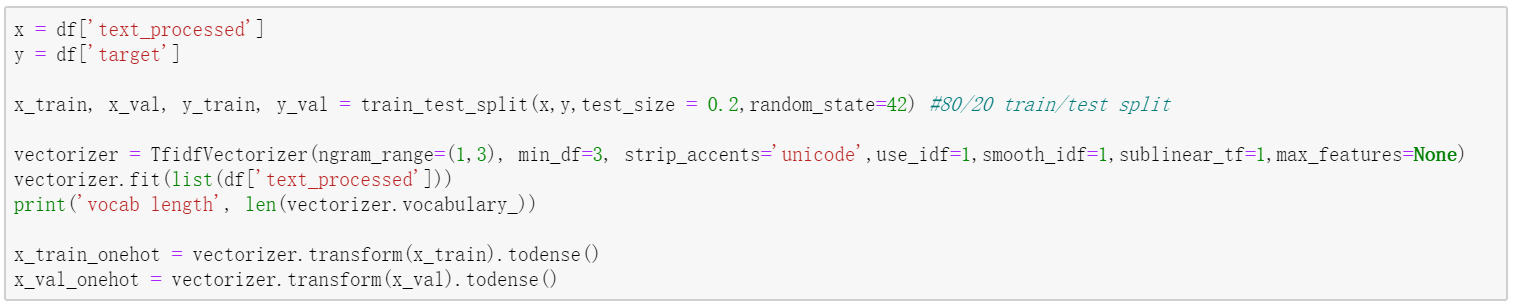 x = df['text_processed']
y = df['target']
x_train, x_val, y_train, y_val = train_test_split(x,y,test_size = 0.2,random_state=42) #80/20 train/test split
vectorizer = TfidfVectorizer(ngram_range=(1,3), min_df=3, strip_accents='unicode',use_idf=1,smooth_idf=1,sublinear_tf=1,max_features=None)
vectorizer.fit(list(df['text_processed']))
print('vocab length', len(vectorizer.vocabulary_))
x_train_onehot = vectorizer.transform(x_train).todense()
x_val_onehot = vectorizer.transform(x_val).todense()